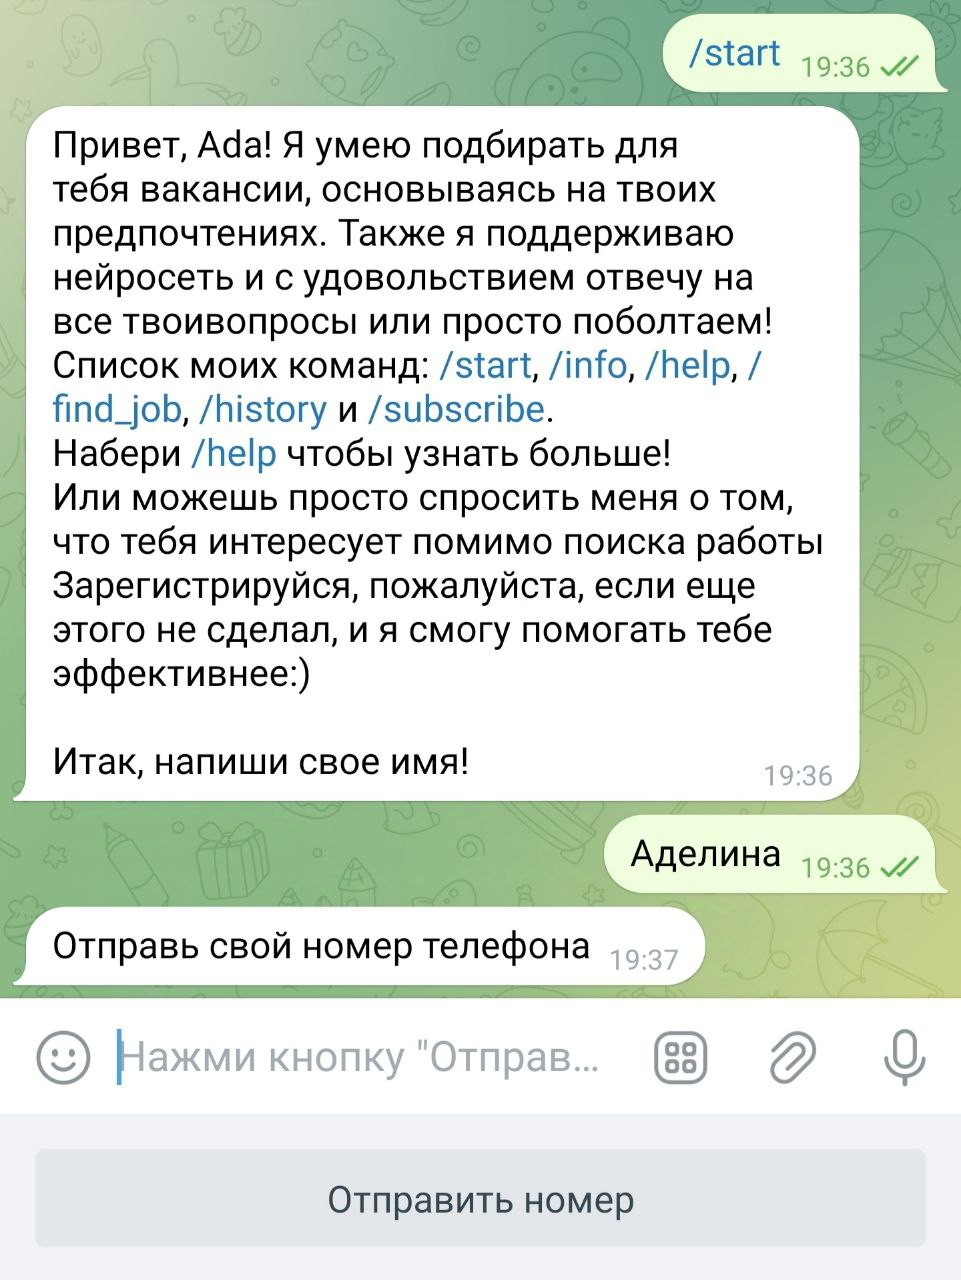 /start 19:36
Привет, Ada! Я умею подбирать для
тебя вакансии, основываясь на твоих
предпочтениях. Также я поддерживаю
нейросеть и с удовольствием отвечу на
все твоивопросы или просто поболтаем!
Список моих команд: /start, /info, /help, /
find_job, /history и /subscribe.
Набери /help чтобы узнать больше!
Или можешь просто спросить меня о том,
что тебя интересует помимо поиска работы
Зарегистрируйся, пожалуйста, если еще
этого не сделал, и я смогу помогать тебе
эффективнее:)
Итак, напиши свое имя!
19:36
Аделина 19:36
Отправь свой номер телефона 19:37
Нажми кнопку "Отправ...
Отправить номер